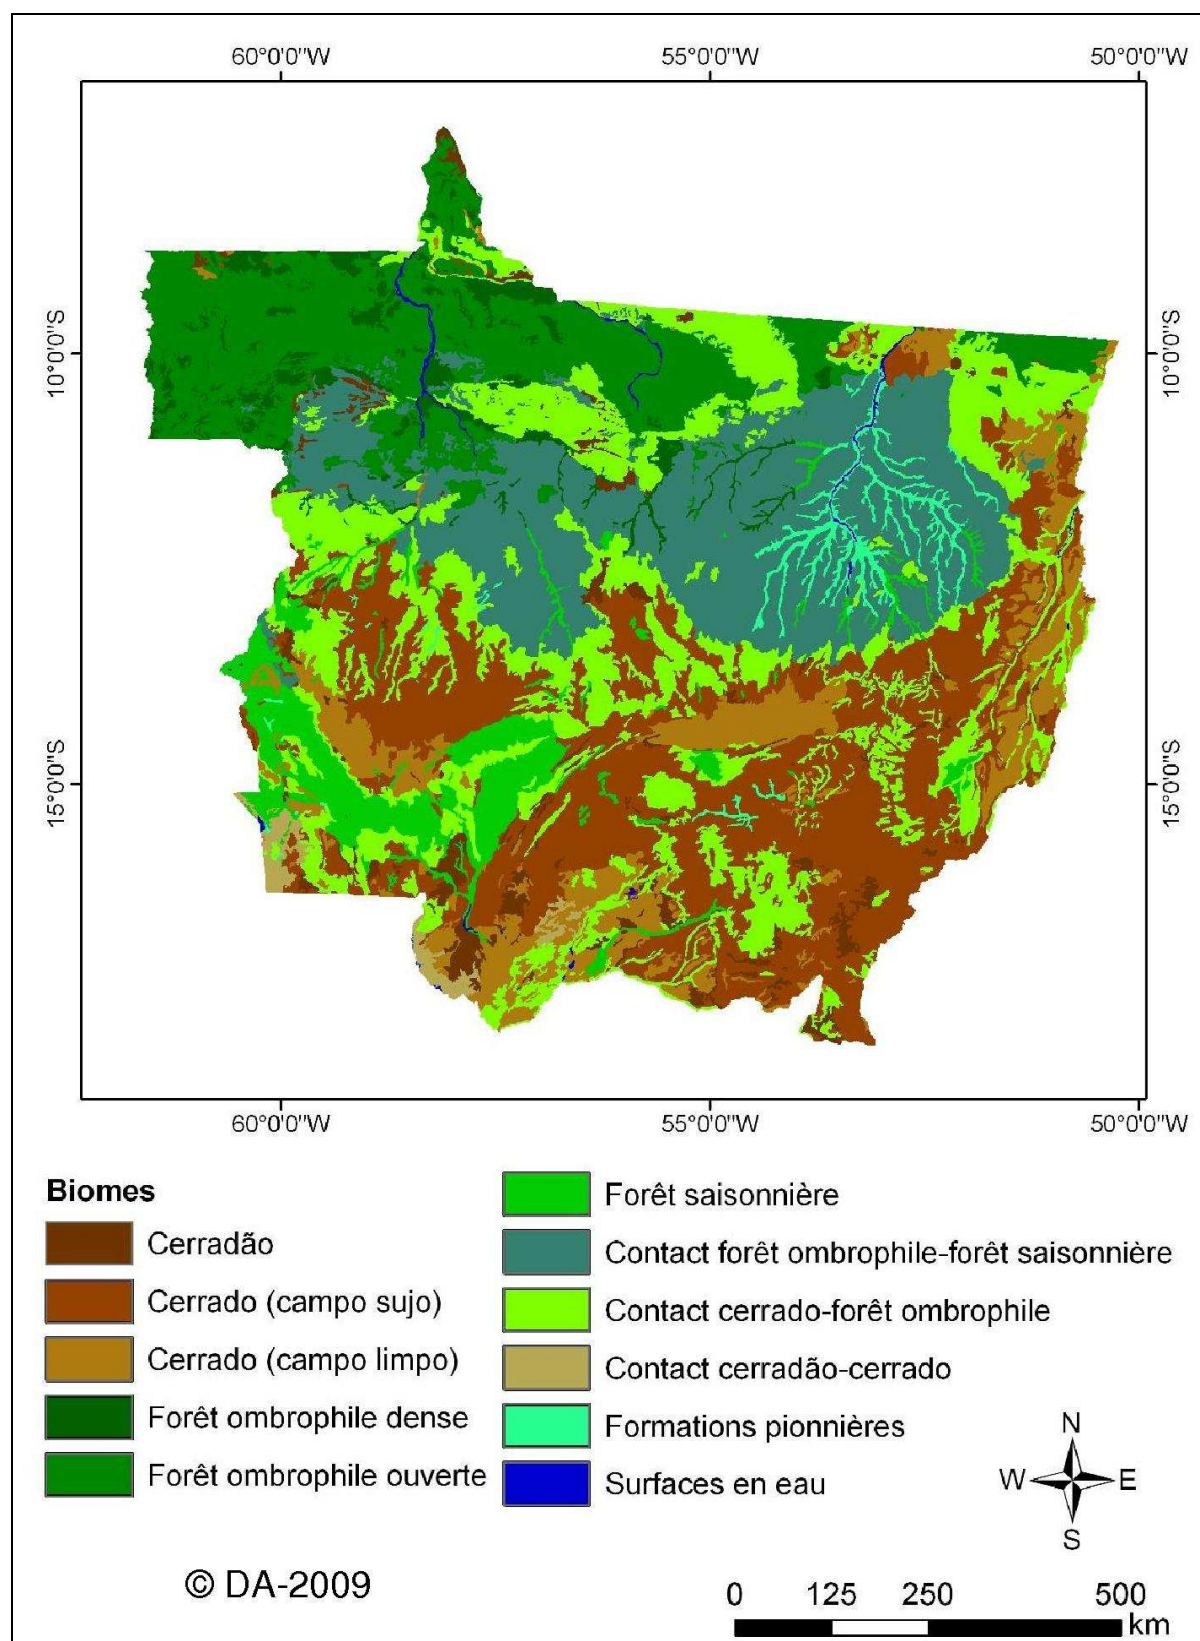 60°0'0"W 55°0'0"W 50°0'0"W
10°0'0"S 10°0'0"S
15°0'0"S 15°0'0"S
60°0'0"W 55°0'0"W 50°0'0"W
Biomes
Cerradão
Cerrado (campo sujo)
Cerrado (campo limpo)
Forêt ombrophile dense
Forêt ombrophile ouverte
Forêt saisonnière
Contact forêt ombrophile-forêt saisonnière
Contact cerrado-forêt ombrophile
Contact cerradão-cerrado
Formations pionnières
Surfaces en eau
N
W E
S
© DA-2009
0 125 250 500
km